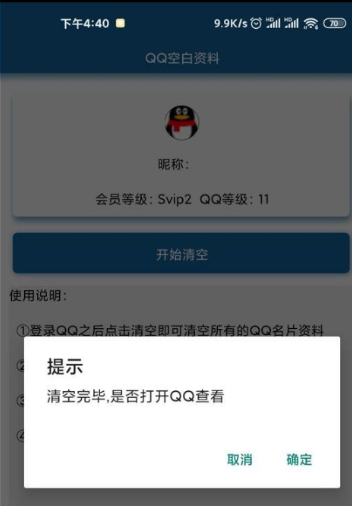 下午4:40
9.9K/s
70
QQ空白资料
昵称：
会员等级：Svip2 QQ等级：11
开始清空
使用说明：
①登录QQ之后点击清空即可清空所有的QQ名片资料
提示
清空完毕,是否打开QQ查看
取消 确定